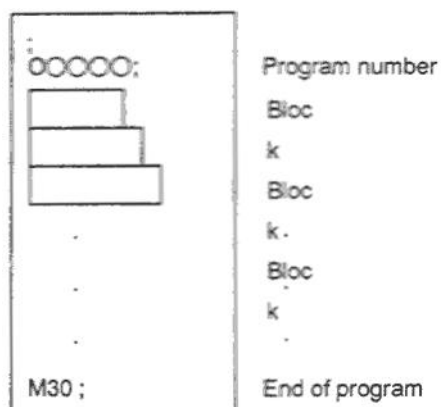 ;
OOOOO; Program number
Bloc
k
Bloc
k .
Bloc
k
M30 ; End of program